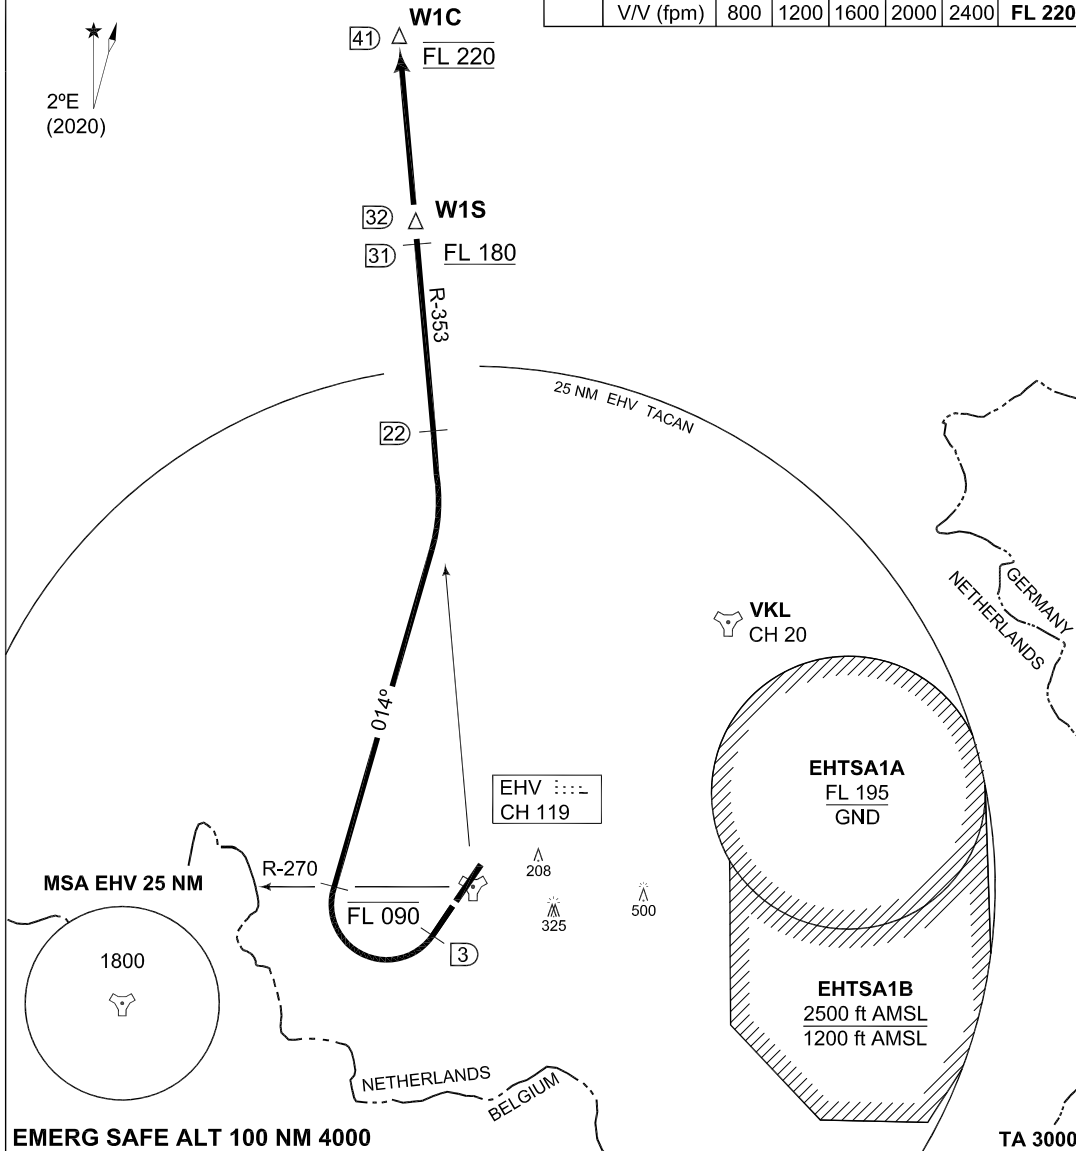 V/V (fpm) 800 1200 1600 2000 2400 FL 220
W1C
41
FL 220
2ºE
(2020)
32
W1S
31
FL 180
R-353
25 NM EHV TACAN
22
GERMANY
NETHERLANDS
VKL
CH 20
014º
EHTSA1A
FL 195
GND
EHV
CH 119
208
R-270
MSA EHV 25 NM
FL 090
325
500
3
1800
EHTSA1B
2500 ft AMSL
1200 ft AMSL
NETHERLANDS
BELGIUM
EMERG SAFE ALT 100 NM 4000
TA 3000